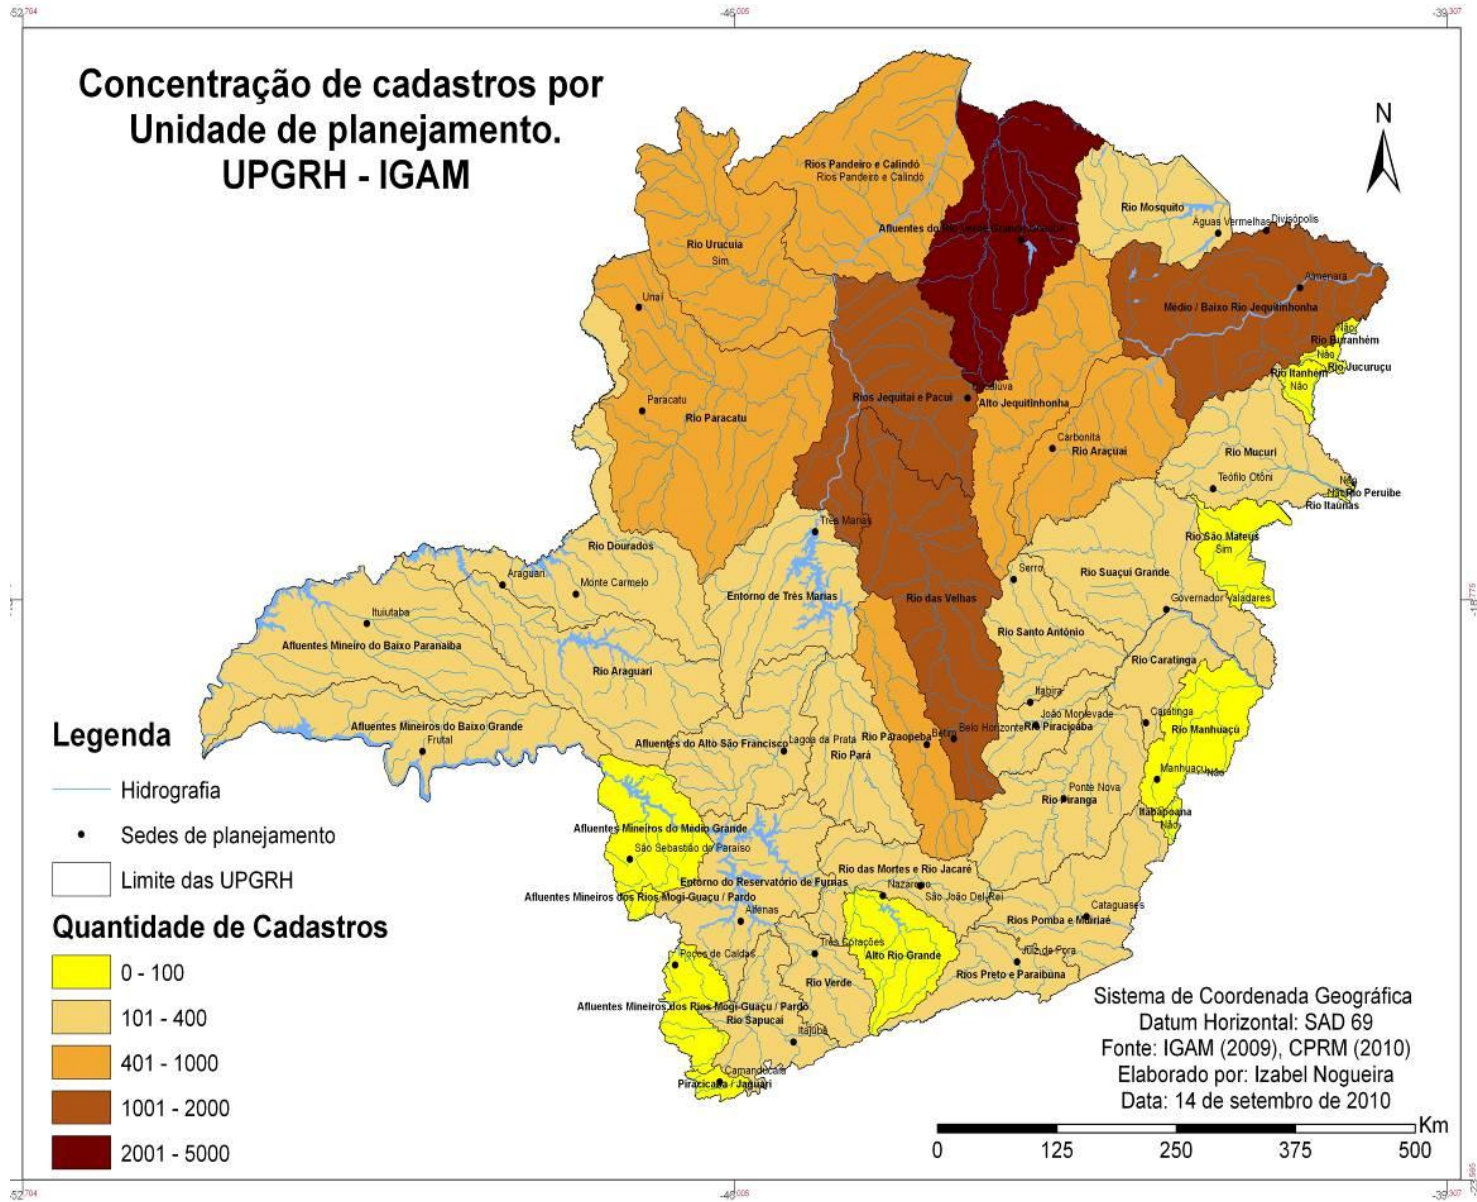 Concentração de cadastros por
Unidade de planejamento.
UPGRH - IGAM
N
Rios Pandeiro e Calindó
Rios Pandeiro e Calindó
Rio Mosquito
Águas Vermelhas
Divisópolis
Rio Urucuia
Sim
Almenara
Unaí
Médio / Baixo Rio Jequitinhonha
Não
Rio Buranhém
Não
Rio Jucuruçu
Rio Itanhém
Não
Rios Jequitaí e Pacuí
Alto Jequitinhonha
Paracatu
Rio Paracatu
Carbonita
Rio Araçuaí
Rio Mucuri
Teófilo Otôni
Rio Peruíbe
Rio Itaúnas
Três Marias
Rio São Mateus
Sim
Rio Dourados
Araguari
Monte Carmelo
Serro
Rio Suaçuí Grande
Entorno de Três Marias
Rio das Velhas
Governador Valadares
Ituiutaba
Afluentes Mineiro do Baixo Paranaíba
Rio Santo Antônio
Rio Caratinga
Rio Araguari
Itabira
João Monlevade
Rio Piracicaba
Caratinga
Rio Manhuaçú
Afluentes Mineiros do Baixo Grande
Frutal
Afluentes do Alto São Francisco
Lagoa da Prata
Rio Pará
Rio Paraopeba
Betim
Belo Horizonte
Manhuaçu
Não
Ponte Nova
Rio Piranga
Itabapoana
Não
Afluentes Mineiros do Médio Grande
São Sebastião do Paraíso
Rio das Mortes e Rio Jacaré
Entorno do Reservatório de Furnas
Nazareno
São João Del-Rei
Afluentes Mineiros dos Rios Mogi-Guaçu / Pardo
Alfenas
Cataguases
Rios Pomba e Muriaé
Três Corações
Poços de Caldas
Alto Rio Grande
Juiz de Fora
Rios Preto e Paraibuna
Rio Verde
Afluentes Mineiros dos Rios Mogi-Guaçu / Pardo
Rio Sapucaí
Itajubá
Camanducaia
Piracicaba / Jaguari
Legenda
Hidrografia
Sedes de planejamento
Limite das UPGRH
Quantidade de Cadastros
0 - 100
101 - 400
401 - 1000
1001 - 2000
2001 - 5000
Sistema de Coordenada Geográfica
Datum Horizontal: SAD 69
Fonte: IGAM (2009), CPRM (2010)
Elaborado por: Izabel Nogueira
Data: 14 de setembro de 2010
Km
0 125 250 375 500